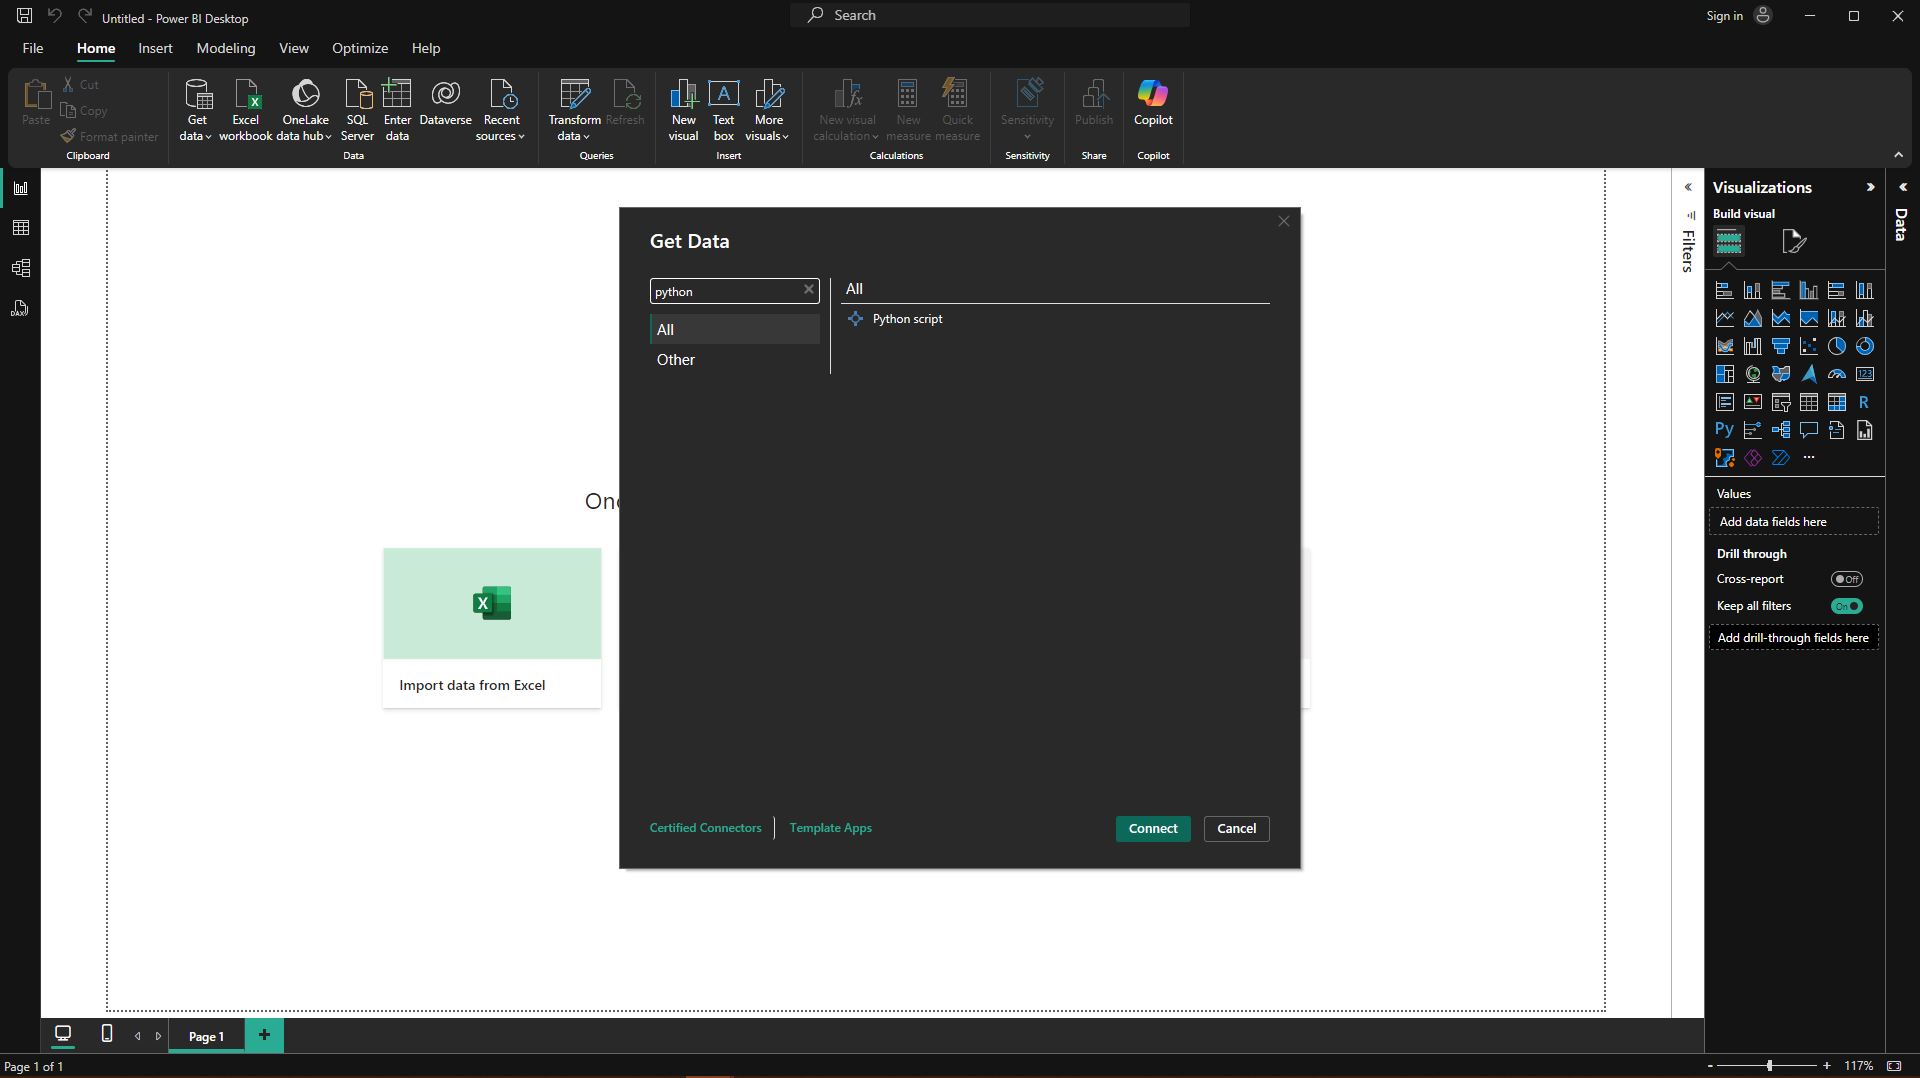 Untitled - Power BI Desktop
Search
Sign in
File
Home
Insert
Modeling
View
Optimize
Help
Paste
Cut
Copy
Format painter
Clipboard
Get data
Excel workbook
OneLake data hub
SQL Server
Enter data
Dataverse
Recent sources
Data
Transform data
Refresh
Queries
New visual
Text box
More visuals
Insert
New visual calculation
New measure
Quick measure
Calculations
Sensitivity
Sensitivity
Publish
Share
Copilot
Copilot
Get Data
python
All
Other
All
Python script
Certified Connectors
Template Apps
Connect
Cancel
Import data from Excel
Filters
Visualizations
Build visual
123
R
Py
Values
Add data fields here
Drill through
Cross-report
Off
Keep all filters
On
Add drill-through fields here
Data
DAX
Page 1
Page 1 of 1
117%